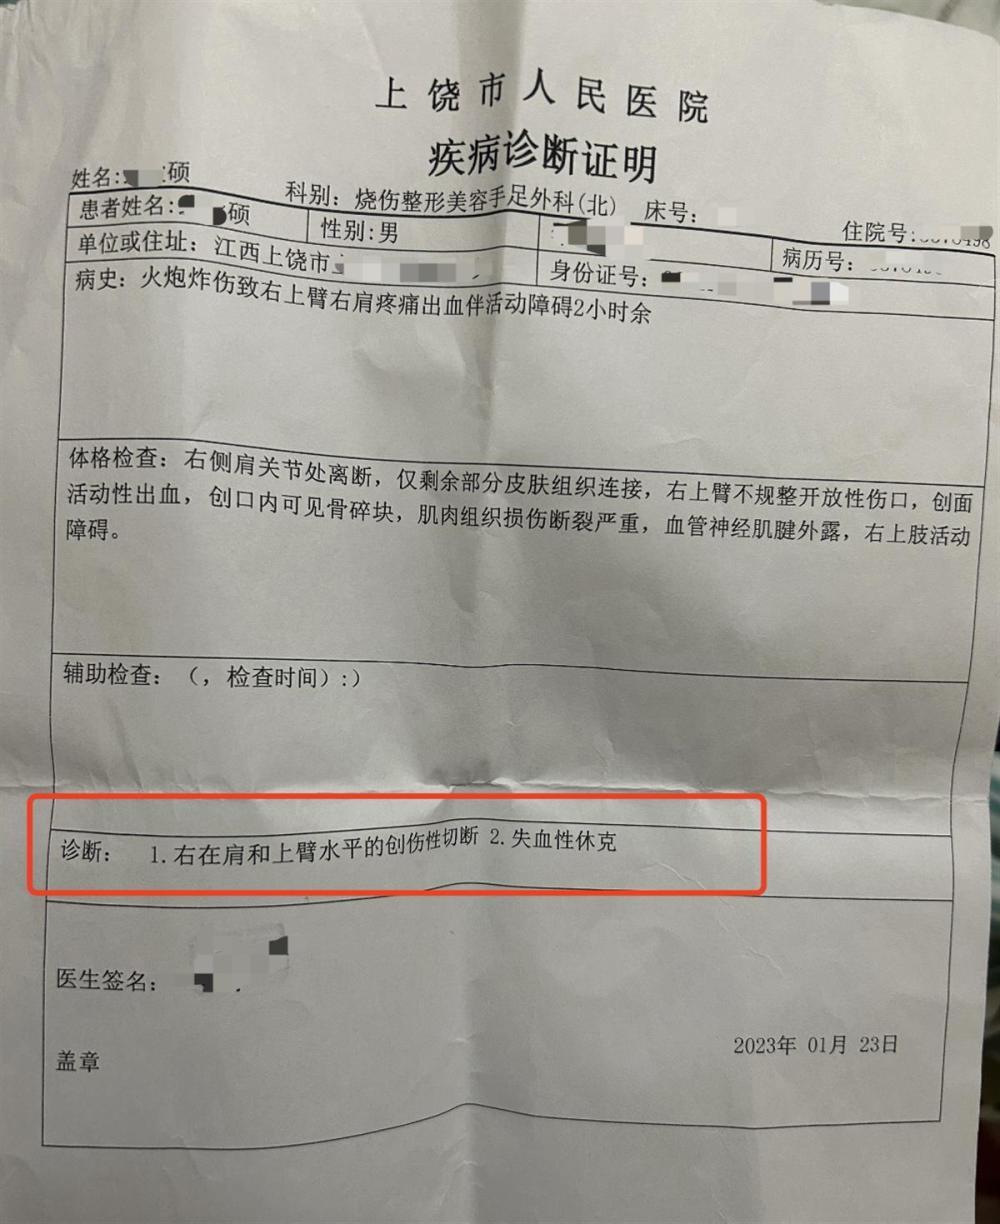 上饶市人民医院
疾病诊断证明
姓名: 硕 科别: 烧伤整形美容手足外科(北) 床号: 住院号:
患者姓名: 硕 性别:男
单位或住址: 江西上饶市 身份证号: 病历号:
病史: 火炮炸伤致右上臂右肩疼痛出血伴活动障碍2小时余
体格检查: 右侧肩关节处离断, 仅剩余部分皮肤组织连接, 右上臂不规整开放性伤口, 创面
活动性出血, 创口内可见骨碎块, 肌肉组织损伤断裂严重, 血管神经肌腱外露, 右上肢活动
障碍。
辅助检查: (, 检查时间):)
诊断: 1.右在肩和上臂水平的创伤性切断 2.失血性休克
医生签名:
2023年 01月 23日
盖章